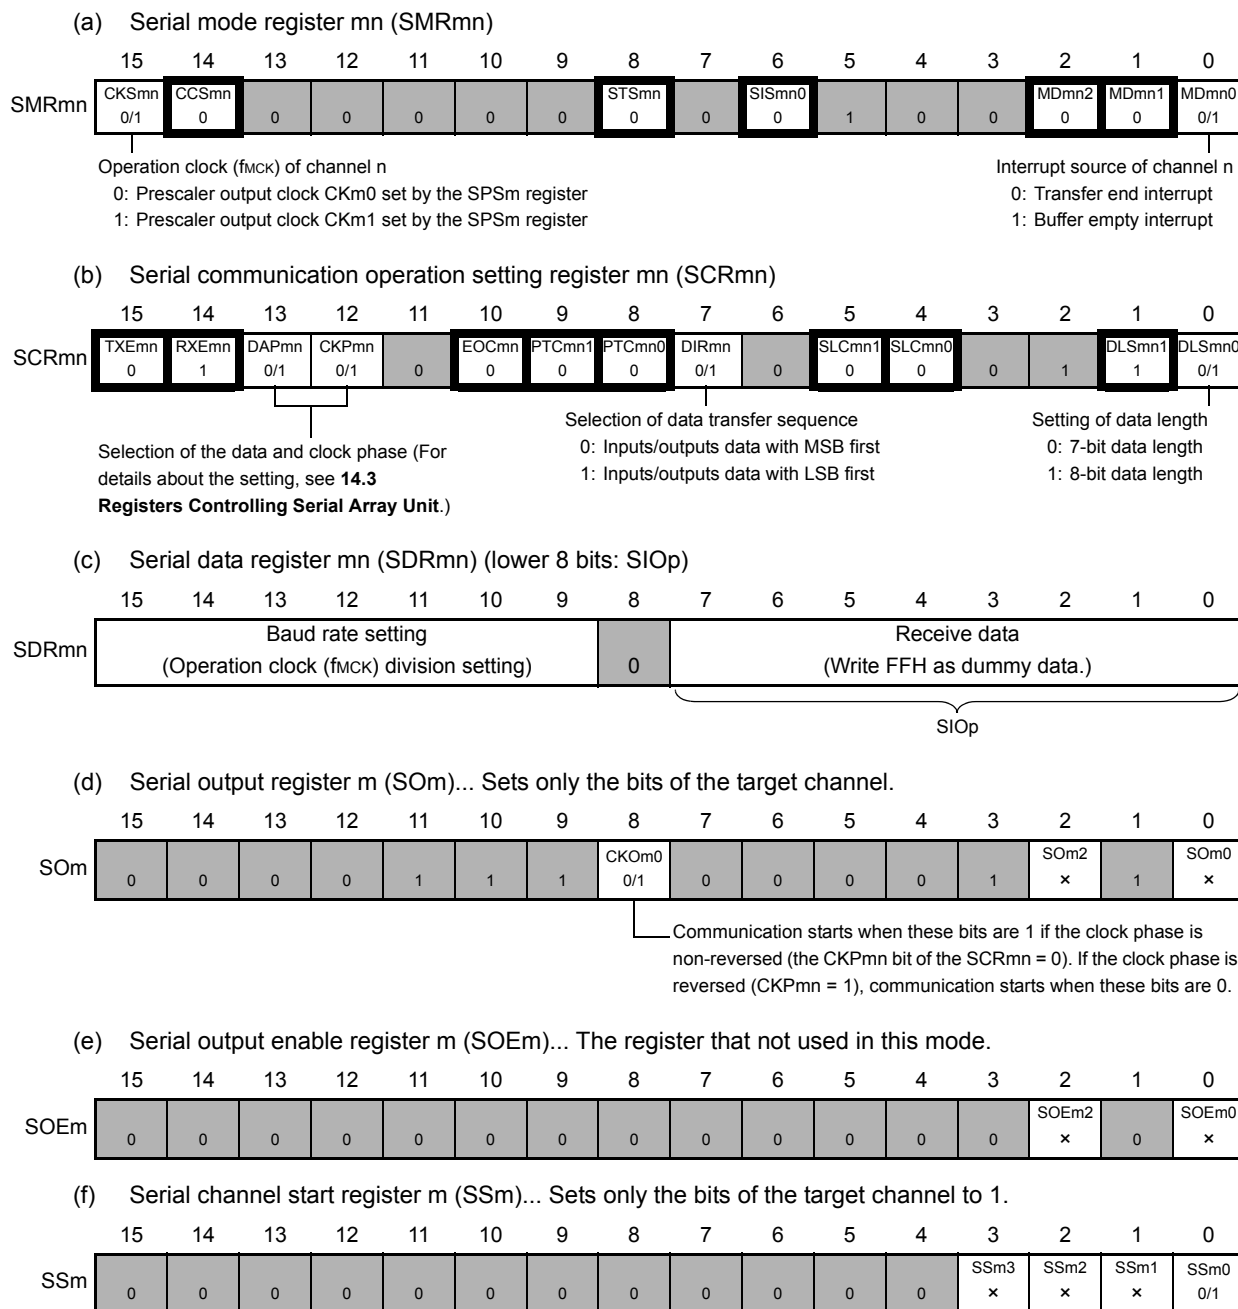 (a) Serial mode register mn (SMRmn)
15 14 13 12 11 10 9 8 7 6 5 4 3 2 1 0
SMRmn CKSmn CCSmn STSmn SISmn0 MDmn2 MDmn1 MDmn0
0/1 0 0 0 0 0 0 0 0 0 1 0 0 0 0 0/1
Operation clock (fMCK) of channel n
0: Prescaler output clock CKm0 set by the SPSm register
1: Prescaler output clock CKm1 set by the SPSm register
Interrupt source of channel n
0: Transfer end interrupt
1: Buffer empty interrupt
(b) Serial communication operation setting register mn (SCRmn)
15 14 13 12 11 10 9 8 7 6 5 4 3 2 1 0
SCRmn TXEmn RXEmn DAPmn CKPmn EOCmn PTCmn1 PTCmn0 DIRmn SLCmn1 SLCmn0 DLSmn1 DLSmn0
0 1 0/1 0/1 0 0 0 0 0/1 0 0 0 0 1 1 0/1
Selection of the data and clock phase (For
details about the setting, see 14.3
Registers Controlling Serial Array Unit.)
Selection of data transfer sequence
0: Inputs/outputs data with MSB first
1: Inputs/outputs data with LSB first
Setting of data length
0: 7-bit data length
1: 8-bit data length
(c) Serial data register mn (SDRmn) (lower 8 bits: SIOp)
15 14 13 12 11 10 9 8 7 6 5 4 3 2 1 0
SDRmn Baud rate setting
(Operation clock (fMCK) division setting)
0
Receive data
(Write FFH as dummy data.)
SIOp
(d) Serial output register m (SOm)... Sets only the bits of the target channel.
15 14 13 12 11 10 9 8 7 6 5 4 3 2 1 0
SOm CKOm0 SOm2 SOm0
0 0 0 0 1 1 1 0/1 0 0 0 0 1 × 1 ×
Communication starts when these bits are 1 if the clock phase is
non-reversed (the CKPmn bit of the SCRmn = 0). If the clock phase is
reversed (CKPmn = 1), communication starts when these bits are 0.
(e) Serial output enable register m (SOEm)... The register that not used in this mode.
15 14 13 12 11 10 9 8 7 6 5 4 3 2 1 0
SOEm SOEm2 SOEm0
0 0 0 0 0 0 0 0 0 0 0 0 0 × 0 ×
(f) Serial channel start register m (SSm)... Sets only the bits of the target channel to 1.
15 14 13 12 11 10 9 8 7 6 5 4 3 2 1 0
SSm SSm3 SSm2 SSm1 SSm0
0 0 0 0 0 0 0 0 0 0 0 0 × × × 0/1